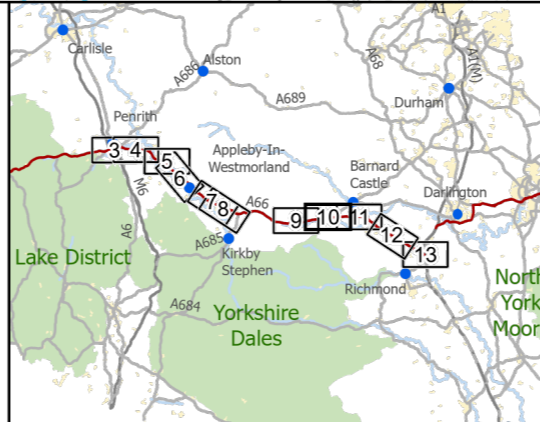 A1
Carlisle
A686
Alston
A68
A1(M)
A689
Durham
Penrith
Appleby-In-
Westmorland
Barnard
Castle
Darlington
3 4
5
6
7 8
A66
9
10
11
12
13
M6
A6
A685
Kirkby
Stephen
Lake District
Richmond
A684
Yorkshire
Dales
North
York
Moor